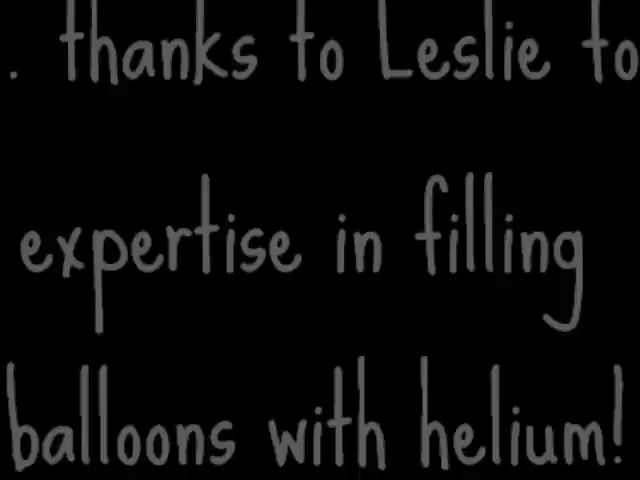 . thanks to Leslie to
expertise in filling
balloons with helium!